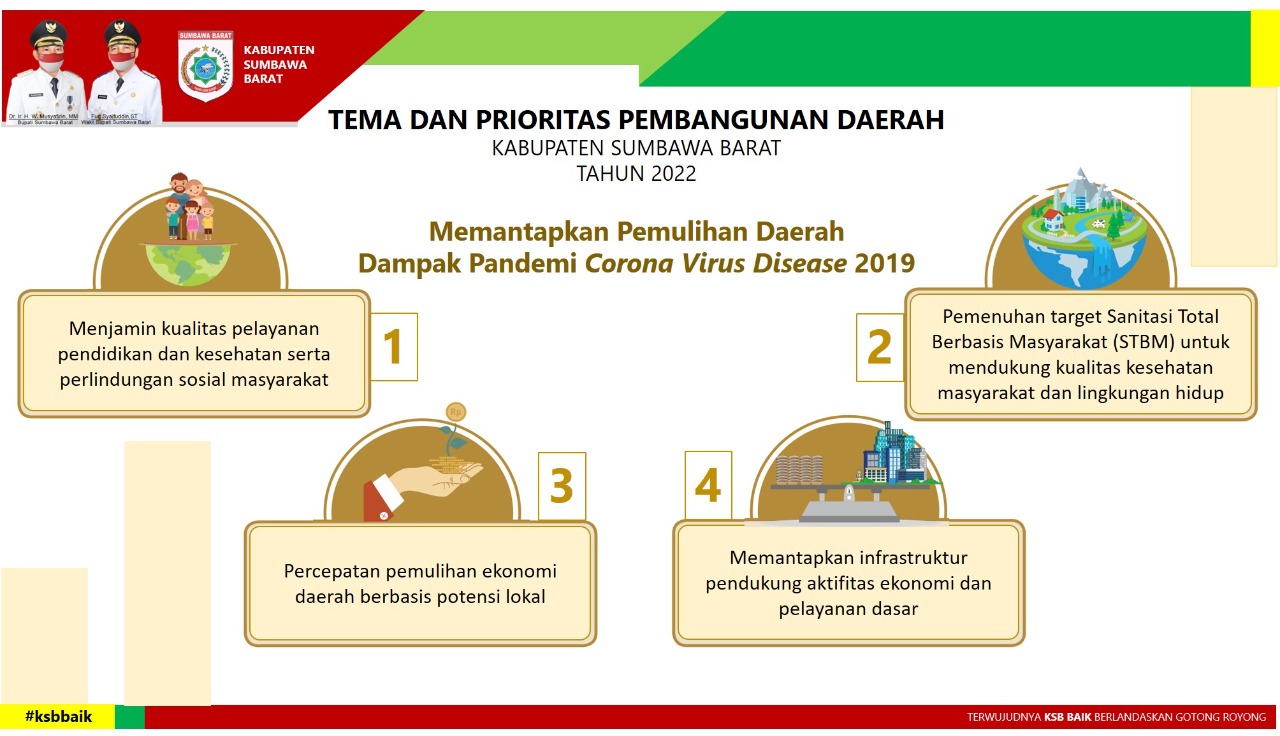 SUMBAWA BARAT
KABUPATEN
SUMBAWA
BARAT
Dr. Ir. H. W. Musyafirin, MM
Bupati Sumbawa Barat
Fud Syaifuddin,ST
Wakil Bupati Sumbawa Barat
TEMA DAN PRIORITAS PEMBANGUNAN DAERAH
KABUPATEN SUMBAWA BARAT
TAHUN 2022
Memantapkan Pemulihan Daerah
Dampak Pandemi Corona Virus Disease 2019
Menjamin kualitas pelayanan
pendidikan dan kesehatan serta
perlindungan sosial masyarakat
1
2
Pemenuhan target Sanitasi Total
Berbasis Masyarakat (STBM) untuk
mendukung kualitas kesehatan
masyarakat dan lingkungan hidup
Rp
3
Percepatan pemulihan ekonomi
daerah berbasis potensi lokal
4
Memantapkan infrastruktur
pendukung aktifitas ekonomi dan
pelayanan dasar
#ksbbaik
TERWUJUDNYA KSB BAIK BERLANDASKAN GOTONG ROYONG